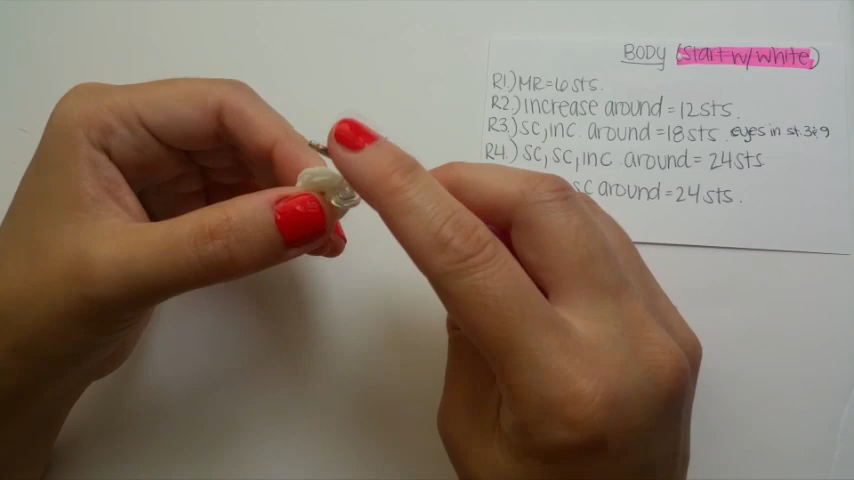 BODY (start w/ white)
R1.) MR = 6 sts.
R2.) increase around = 12 sts.
R3.) sc, inc. around = 18 sts. eyes in st. 3 & 9
R4.) sc, sc, inc around = 24 sts
sc around = 24 sts.